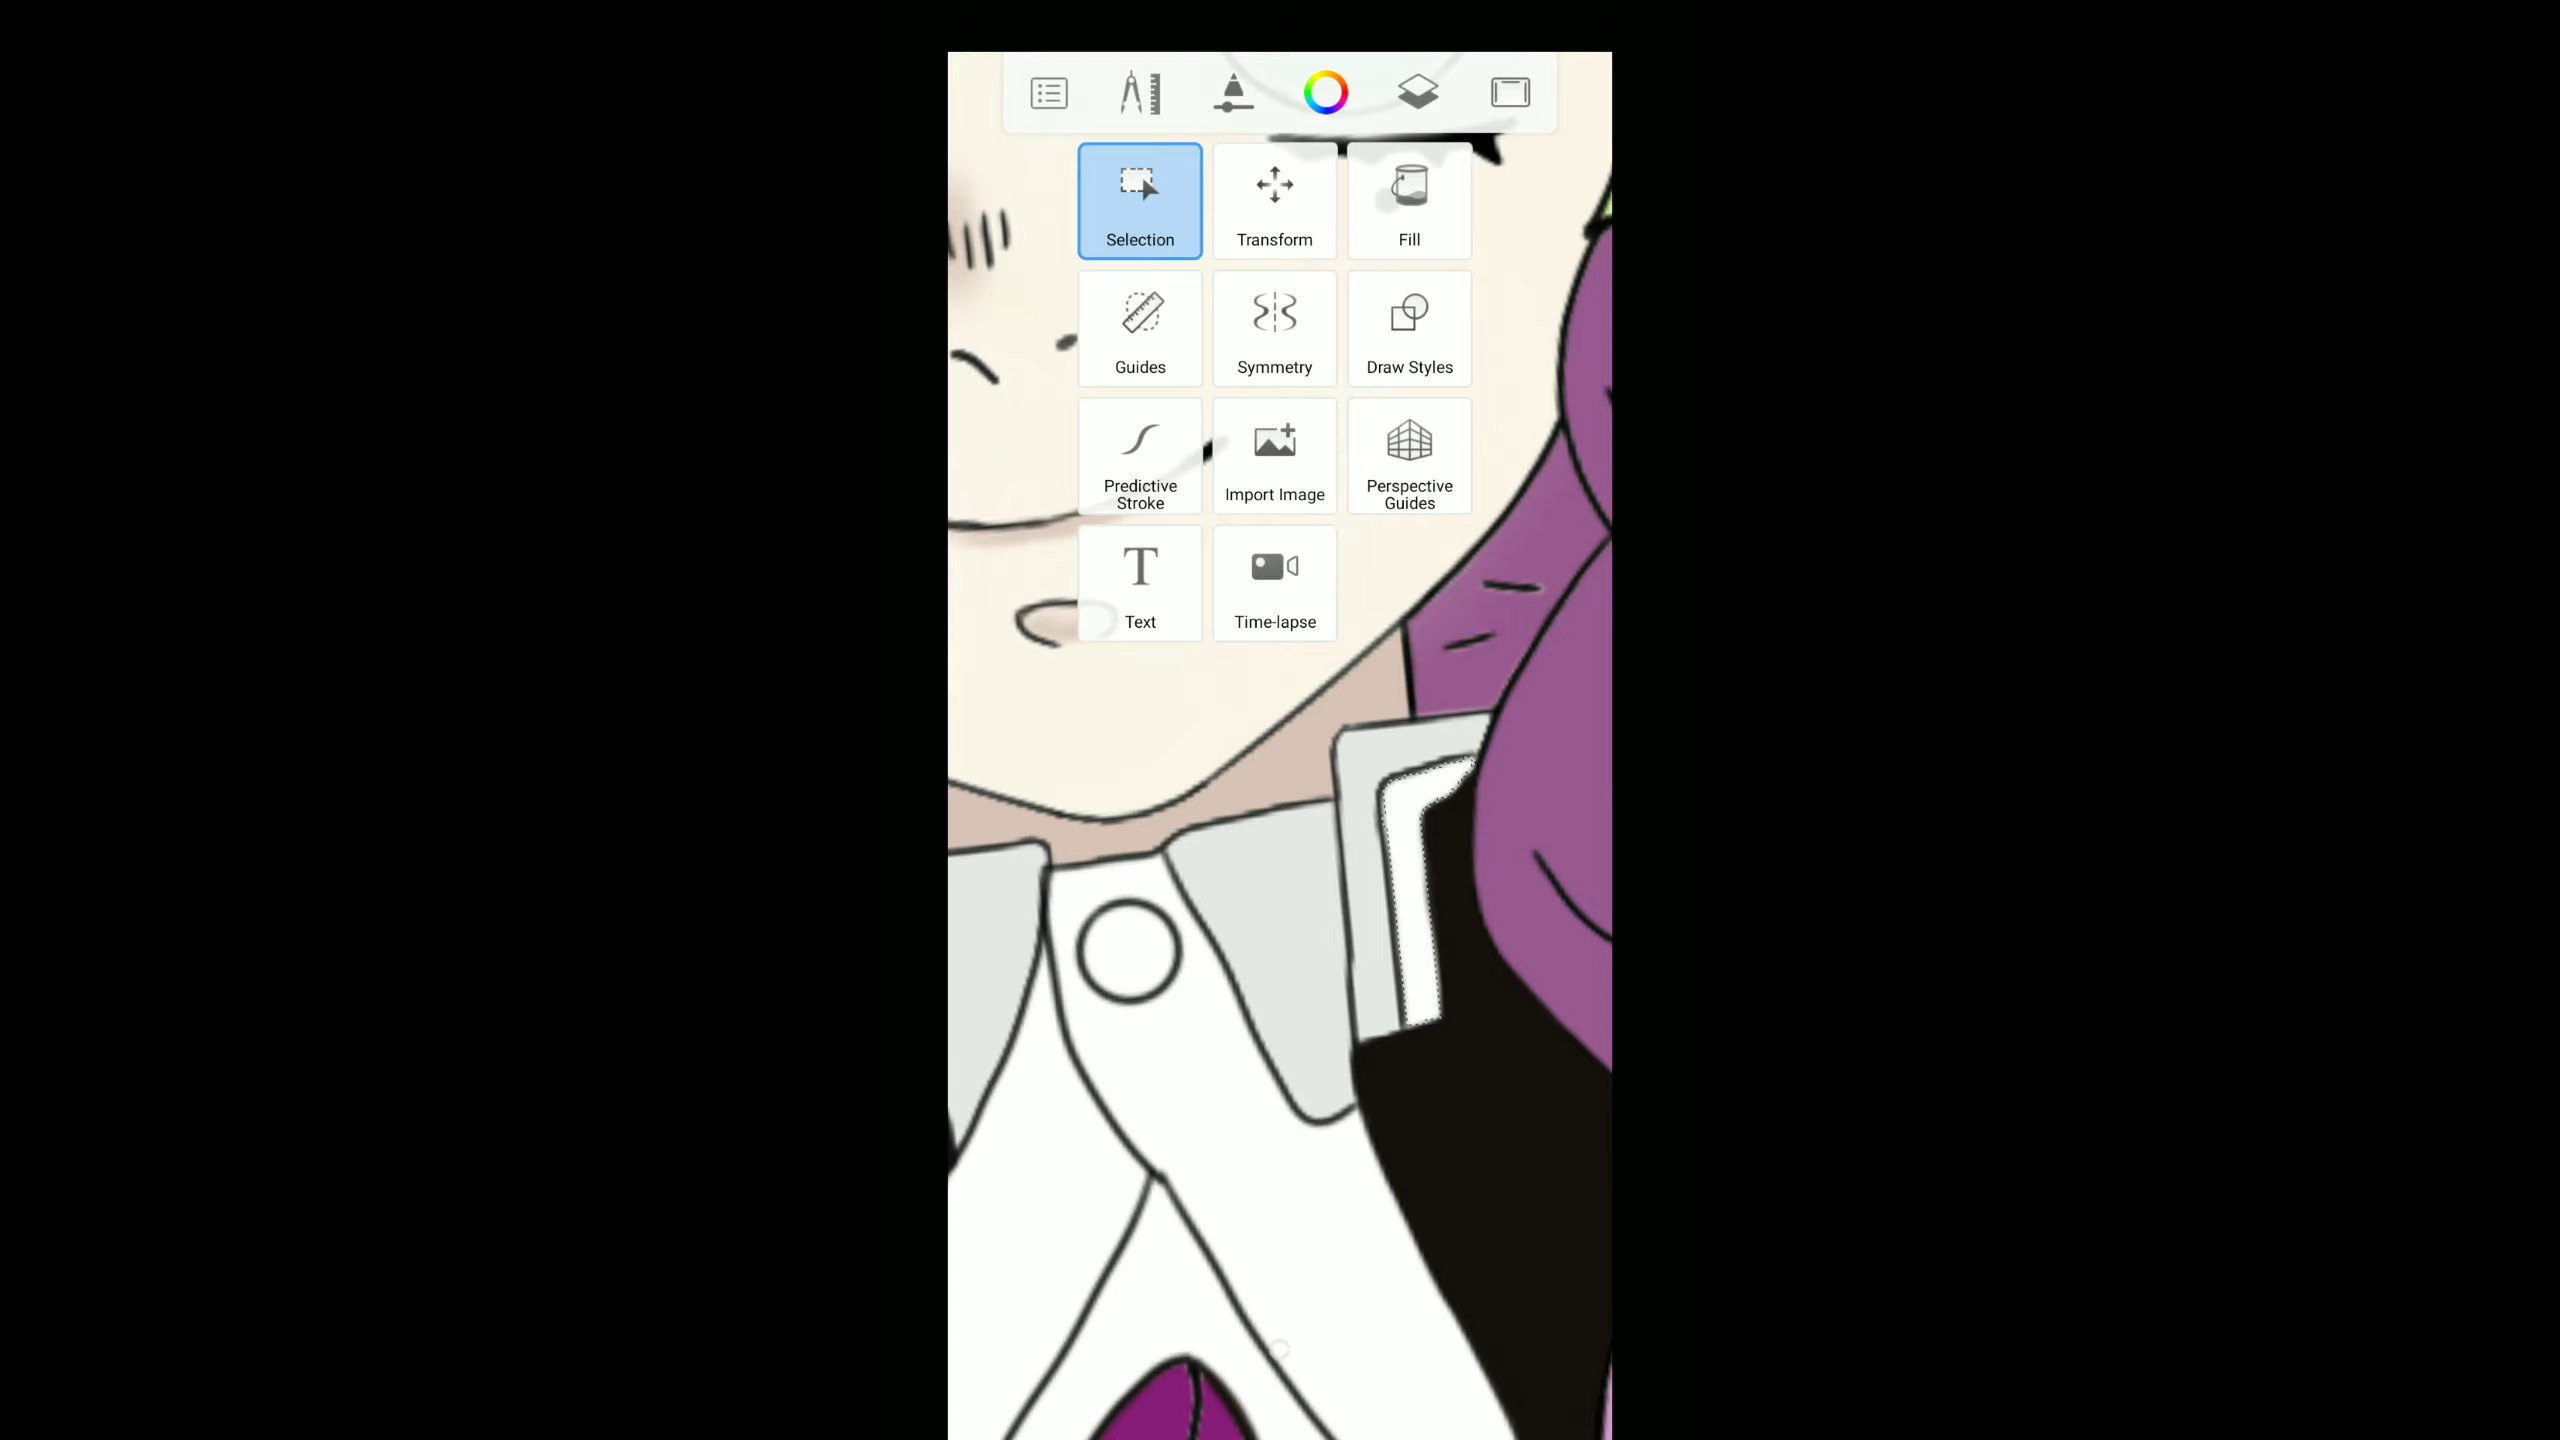 Selection
Transform
Fill
Guides
Symmetry
Draw Styles
Predictive
Stroke
Import Image
Perspective
Guides
Text
Time-lapse